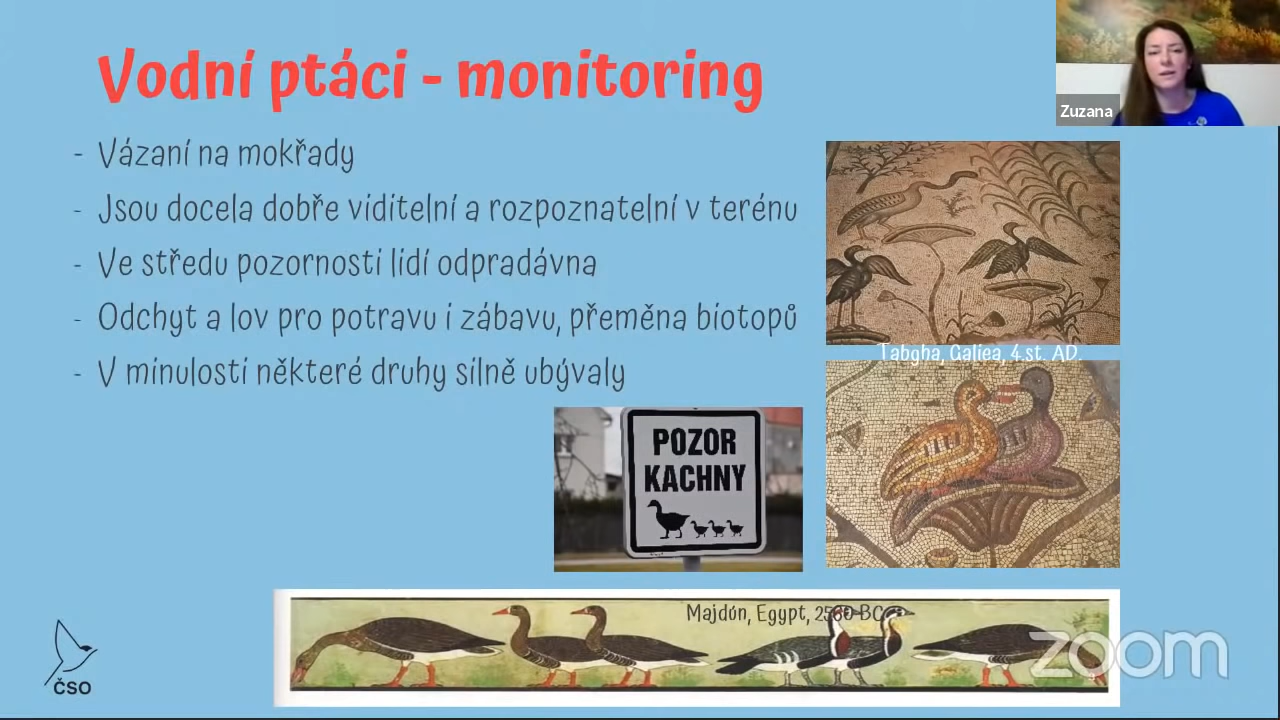 Vodní ptáci - monitoring
Zuzana
- Vázaní na mokřady
- Jsou docela dobře viditelní a rozpoznatelní v terénu
- Ve středu pozornosti lidí odpradávna
- Odchyt a lov pro potravu i zábavu, přeměna biotopů
- V minulosti některé druhy silně ubývaly
Tabgha, Galiea, 4.st. AD.
POZOR
KACHNY
Majdún, Egypt, 2560 BC
zoom
ČSO